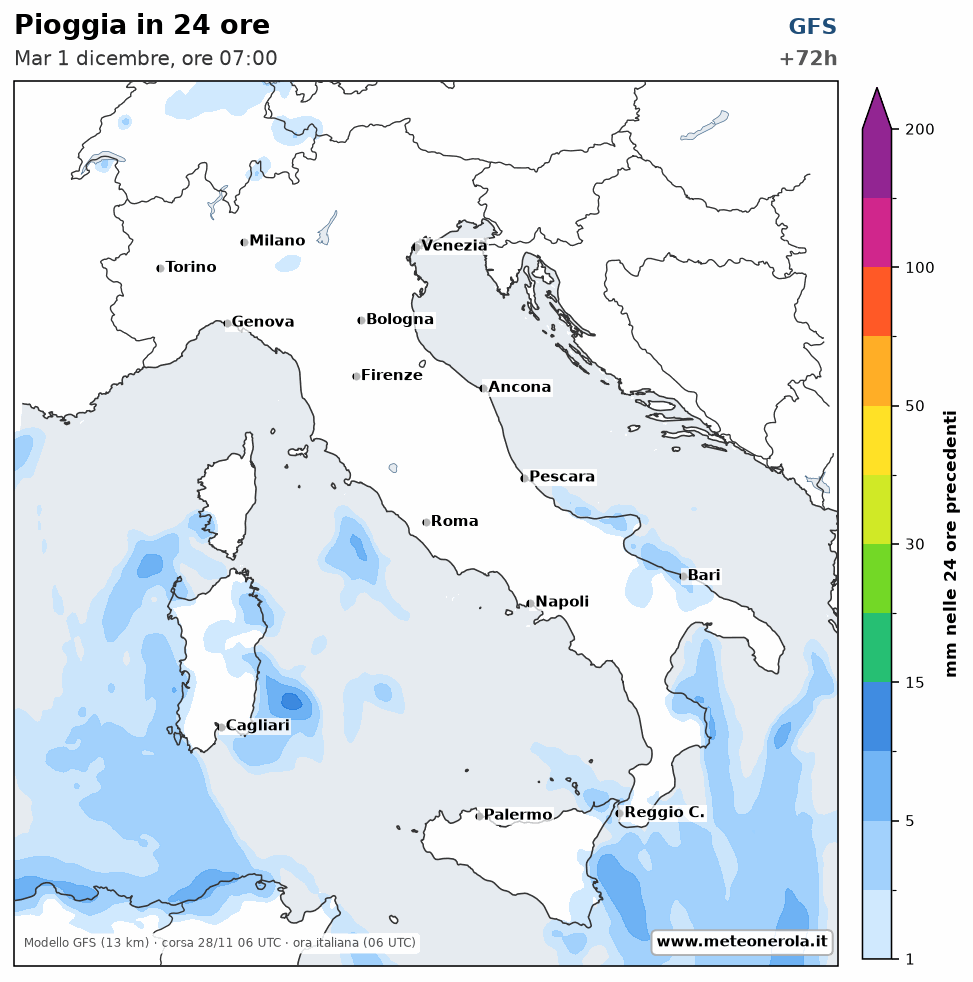 Pioggia in 24 ore
GFS
Mar 1 dicembre, ore 07:00
+72h
200
Milano
Venezia
Torino
100
Genova
Bologna
Firenze
Ancona
50
Pescara
Roma
30
Bari
Napoli
15
Cagliari
Palermo
Reggio C.
5
mm nelle 24 ore precedenti
Modello GFS (13 km) · corsa 28/11 06 UTC · ora italiana (06 UTC)
www.meteonerola.it
1